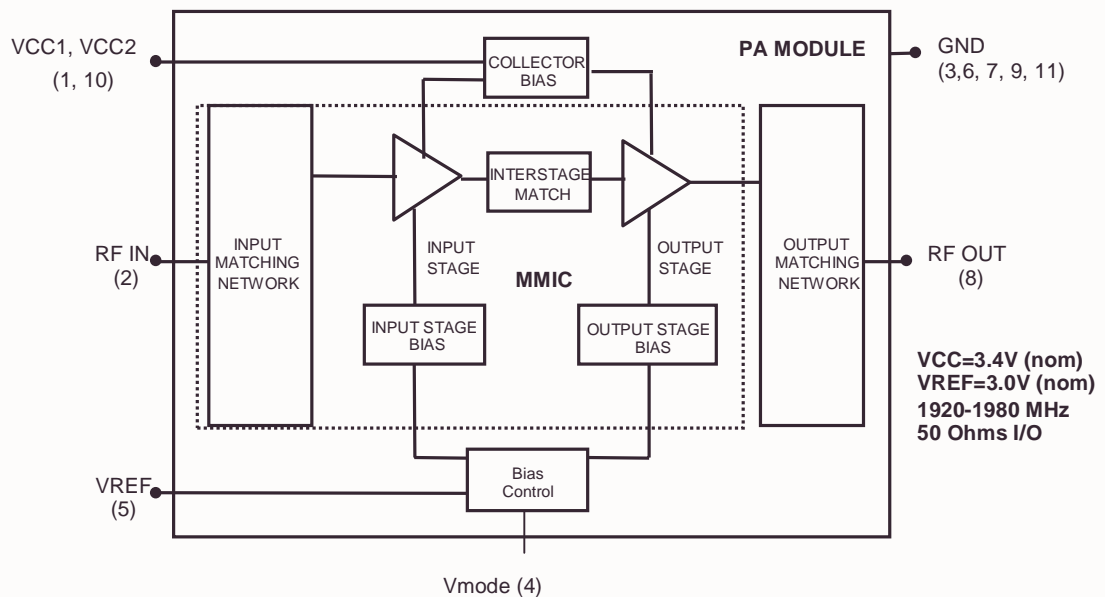 VCC1, VCC2
(1, 10)
COLLECTOR
BIAS
PA MODULE
GND
(3,6, 7, 9, 11)
INTERSTAGE
MATCH
RF IN
(2)
INPUT
MATCHING
NETWORK
INPUT
STAGE
MMIC
OUTPUT
STAGE
OUTPUT
MATCHING
NETWORK
RF OUT
(8)
INPUT STAGE
BIAS
OUTPUT STAGE
BIAS
VCC=3.4V (nom)
VREF=3.0V (nom)
1920-1980 MHz
50 Ohms I/O
VREF
(5)
Bias
Control
Vmode (4)